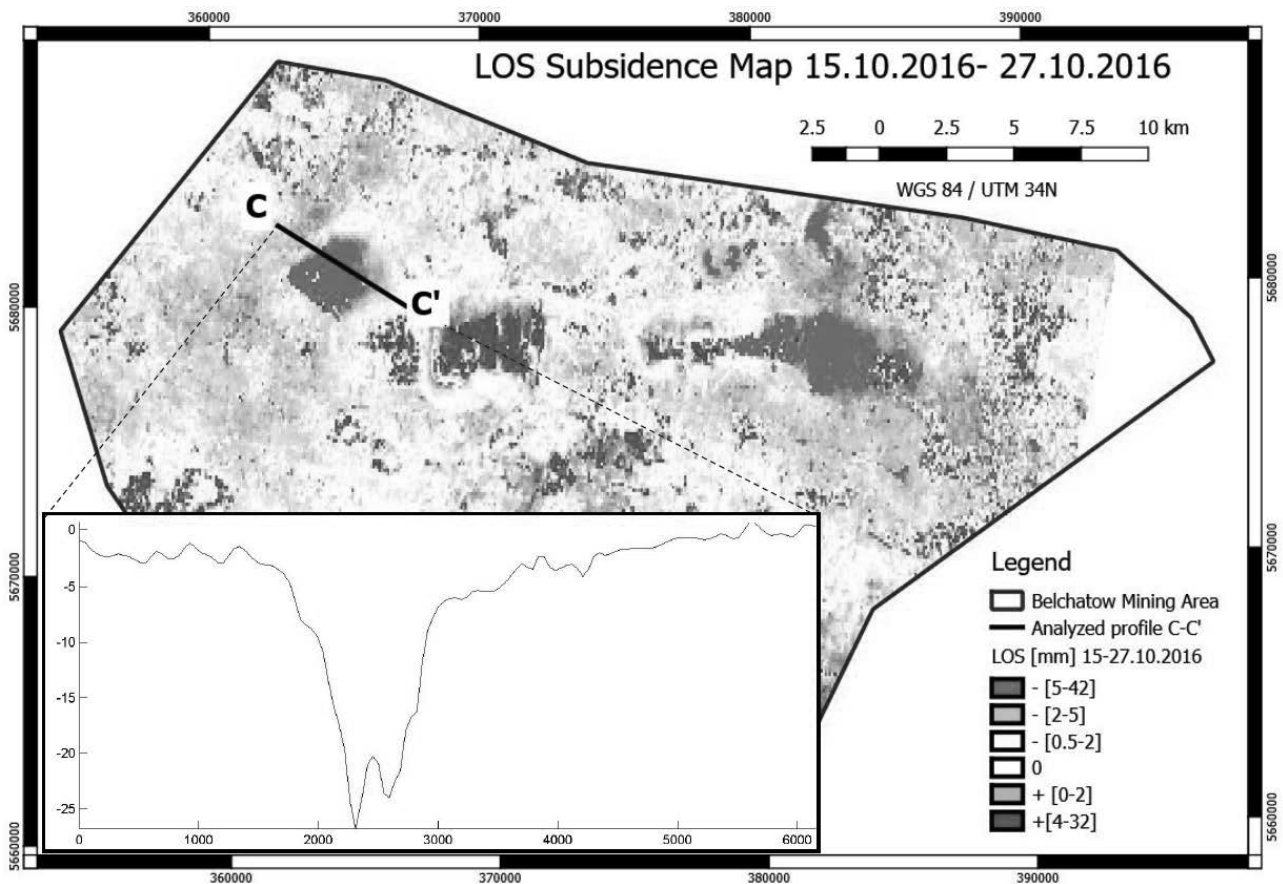 360000 370000 380000 390000
LOS Subsidence Map 15.10.2016- 27.10.2016
2.5 0 2.5 5 7.5 10 km
WGS 84 / UTM 34N
C
C'
5680000
5680000
5670000
5670000
5660000
5660000
0
-5
-10
-15
-20
-25
0 1000 2000 3000 4000 5000 6000
Legend
Belchatow Mining Area
Analyzed profile C-C'
LOS [mm] 15-27.10.2016
- [5-42]
- [2-5]
- [0.5-2]
0
+ [0-2]
+[4-32]
360000 370000 380000 390000